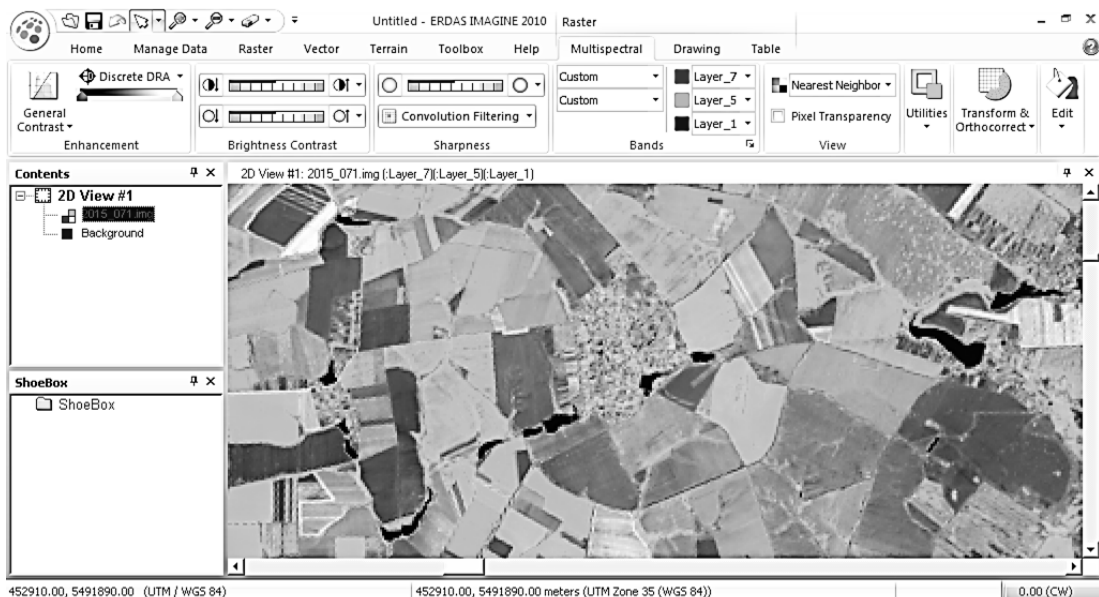 Untitled - ERDAS IMAGINE 2010
Raster
Home
Manage Data
Raster
Vector
Terrain
Toolbox
Help
Multispectral
Drawing
Table
General Contrast
Discrete DRA
Enhancement
Brightness Contrast
Convolution Filtering
Sharpness
Custom
Custom
Layer_7
Layer_5
Layer_1
Bands
Nearest Neighbor
Pixel Transparency
View
Utilities
Transform & Orthocorrect
Edit
Contents
2D View #1
2015_071.img
Background
ShoeBox
ShoeBox
2D View #1: 2015_071.img (:Layer_7)(:Layer_5)(:Layer_1)
452910.00, 5491890.00 (UTM / WGS 84)
452910.00, 5491890.00 meters (UTM Zone 35 (WGS 84))
0.00 (CW)